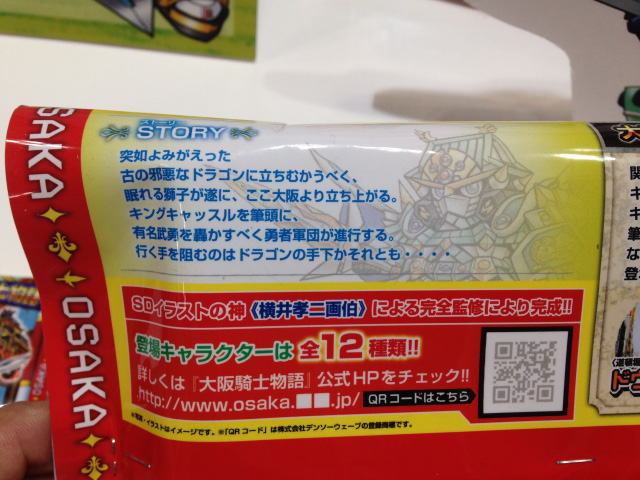 OSAKA
OSAKA
ストーリー
STORY
突如よみがえった
古の邪悪なドラゴンに立ちむかうべく、
眠れる獅子が遂に、ここ大阪より立ち上がる。
キングキャッスルを筆頭に、
有名武勇を轟かすべく勇者軍団が進行する。
行く手を阻むのはドラゴンの手下かそれとも・・・・
SDイラストの神《横井孝二画伯》による完全監修により完成!!
登場キャラクターは全12種類!!
詳しくは『大阪騎士物語』公式HPをチェック!!
http://www.osaka.■■.jp/ QRコードはこちら
※写真・イラストはイメージです。※「QRコード」は株式会社デンソーウェーブの登録商標です。
キ
キ
筆
な
登